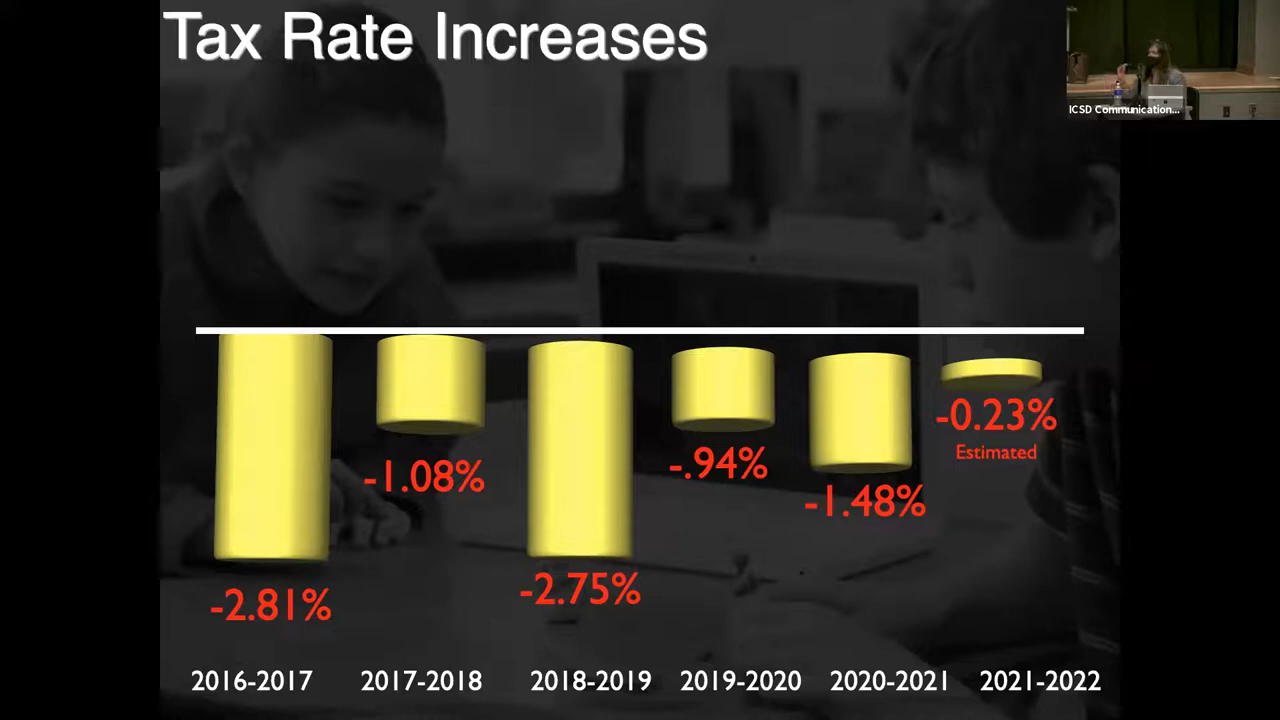 Tax Rate Increases
ICSD Communication...
-0.23%
Estimated
-.94%
-1.08%
-1.48%
-2.75%
-2.81%
2016-2017 2017-2018 2018-2019 2019-2020 2020-2021 2021-2022